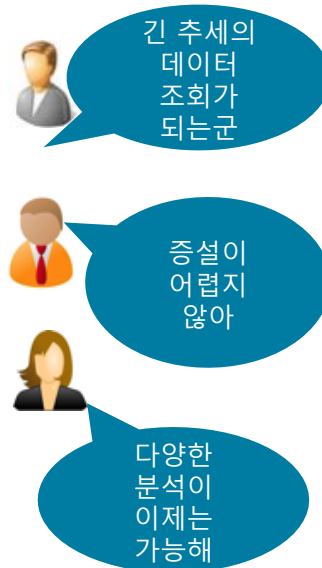 긴 추세의
데이터
조회가
되는군
증설이
어렵지
않아
다양한
분석이
이제는
가능해